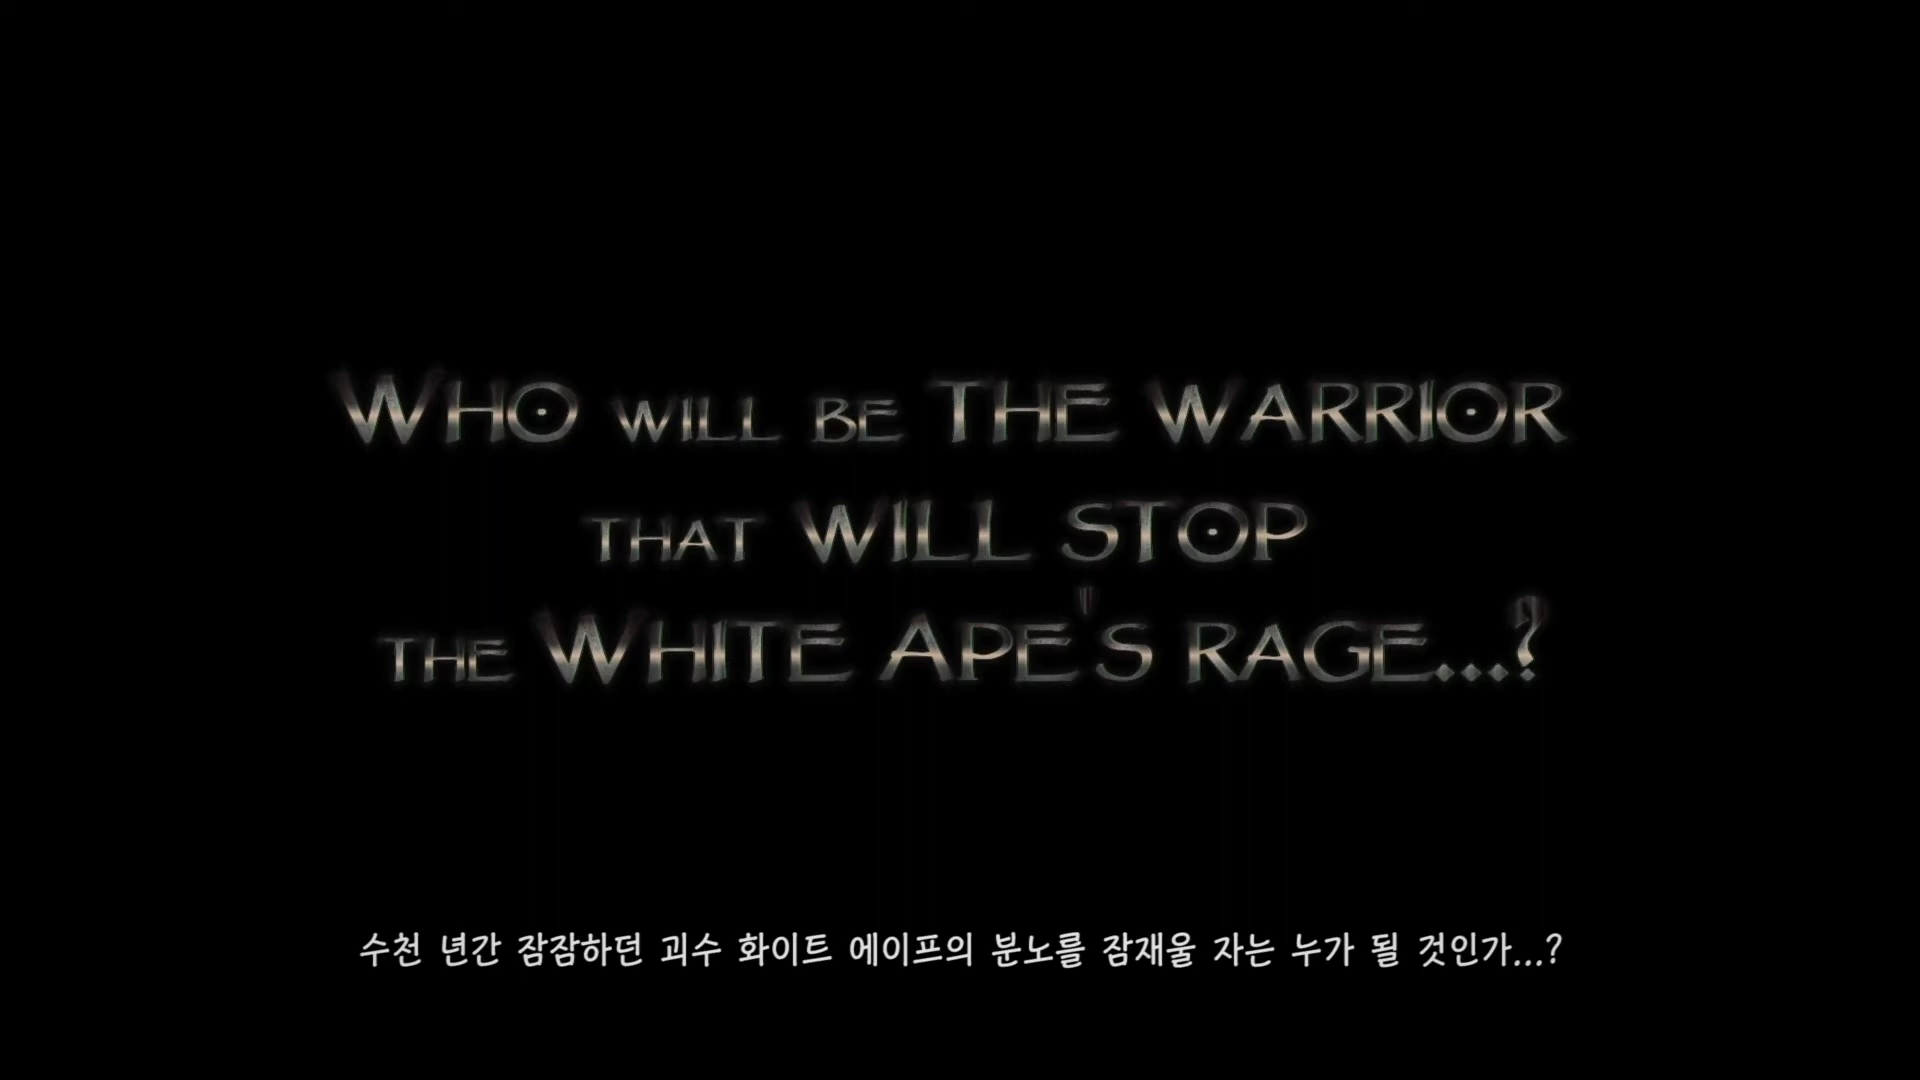 WHO WILL BE THE WARRIOR
THAT WILL STOP
THE WHITE APE'S RAGE...?
수천 년간 잠잠하던 괴수 화이트 에이프의 분노를 잠재울 자는 누가 될 것인가...?